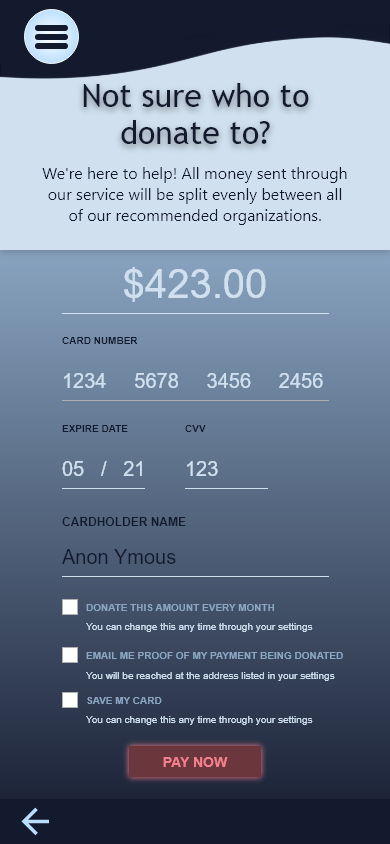 Not sure who to
donate to?
We're here to help! All money sent through
our service will be split evenly between all
of our recommended organizations.
$423.00
CARD NUMBER
1234 5678 3456 2456
EXPIRE DATE CVV
05 / 21 123
CARDHOLDER NAME
Anon Ymous
DONATE THIS AMOUNT EVERY MONTH
You can change this any time through your settings
EMAIL ME PROOF OF MY PAYMENT BEING DONATED
You will be reached at the address listed in your settings
SAVE MY CARD
You can change this any time through your settings
PAY NOW